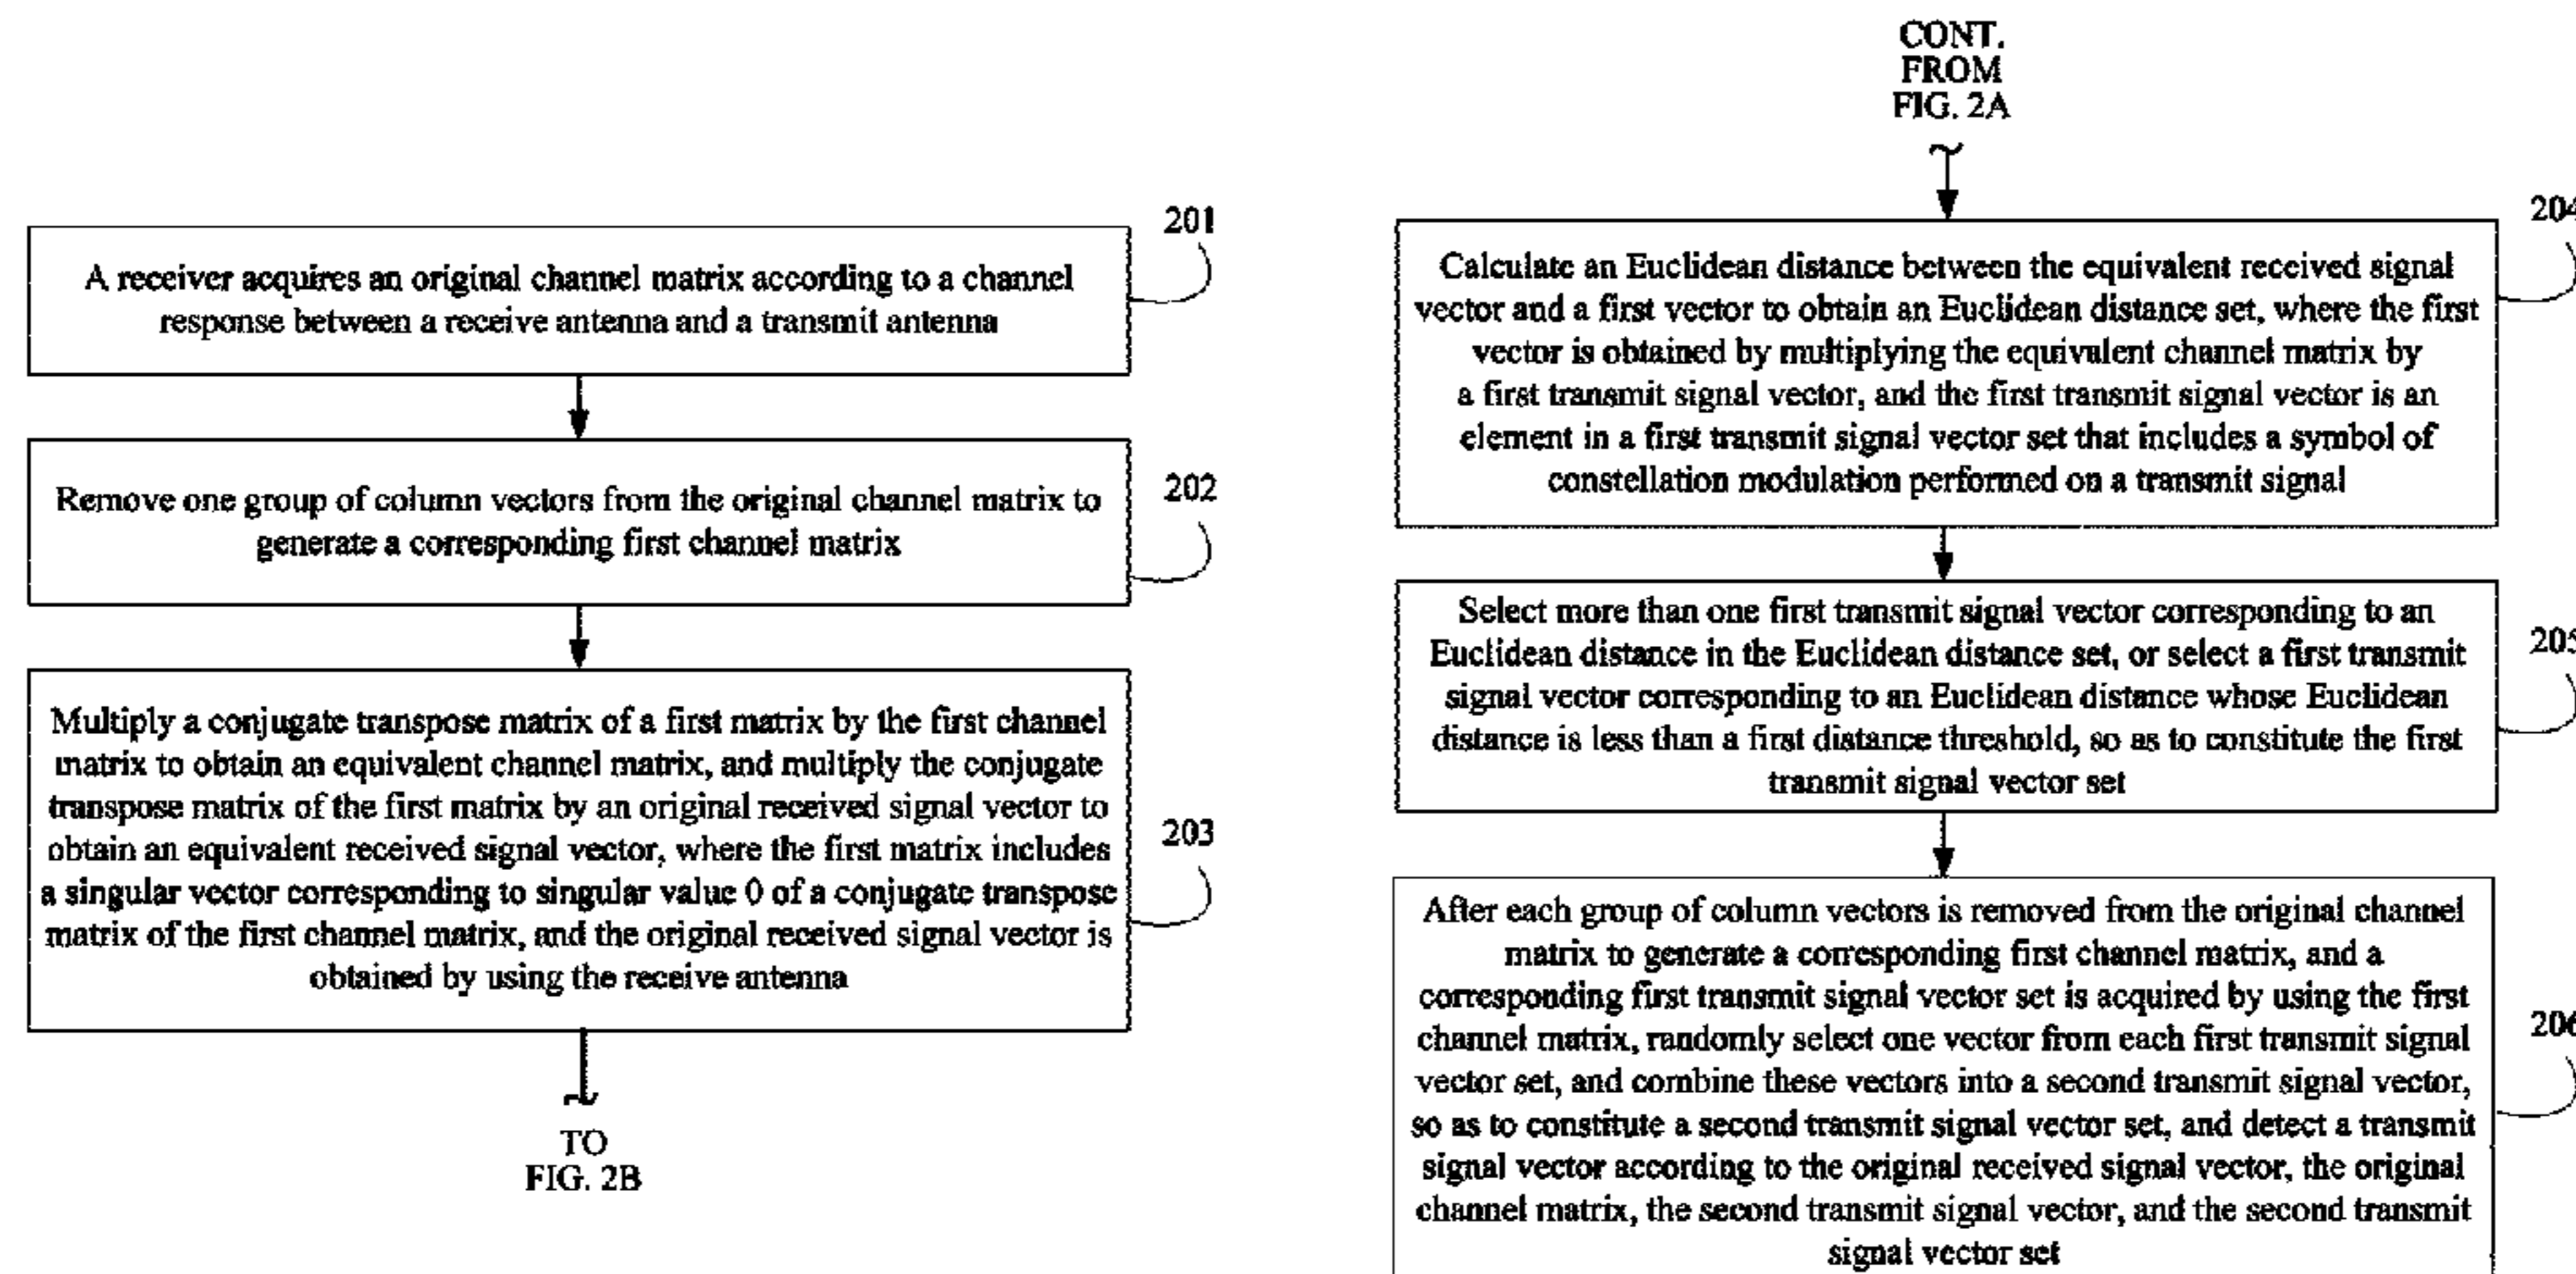 201
A receiver acquires an original channel matrix according to a channel
response between a receive antenna and a transmit antenna
202
Remove one group of column vectors from the original channel matrix to
generate a corresponding first channel matrix
203
Multiply a conjugate transpose matrix of a first matrix by the first channel
matrix to obtain an equivalent channel matrix, and multiply the conjugate
transpose matrix of the first matrix by an original received signal vector to
obtain an equivalent received signal vector, where the first matrix includes
a singular vector corresponding to singular value 0 of a conjugate transpose
matrix of the first channel matrix, and the original received signal vector is
obtained by using the receive antenna
TO
FIG. 2B
CONT.
FROM
FIG. 2A
204
Calculate an Euclidean distance between the equivalent received signal
vector and a first vector to obtain an Euclidean distance set, where the first
vector is obtained by multiplying the equivalent channel matrix by
a first transmit signal vector, and the first transmit signal vector is an
element in a first transmit signal vector set that includes a symbol of
constellation modulation performed on a transmit signal
205
Select more than one first transmit signal vector corresponding to an
Euclidean distance in the Euclidean distance set, or select a first transmit
signal vector corresponding to an Euclidean distance whose Euclidean
distance is less than a first distance threshold, so as to constitute the first
transmit signal vector set
206
After each group of column vectors is removed from the original channel
matrix to generate a corresponding first channel matrix, and a
corresponding first transmit signal vector set is acquired by using the first
channel matrix, randomly select one vector from each first transmit signal
vector set, and combine these vectors into a second transmit signal vector,
so as to constitute a second transmit signal vector set, and detect a transmit
signal vector according to the original received signal vector, the original
channel matrix, the second transmit signal vector, and the second transmit
signal vector set